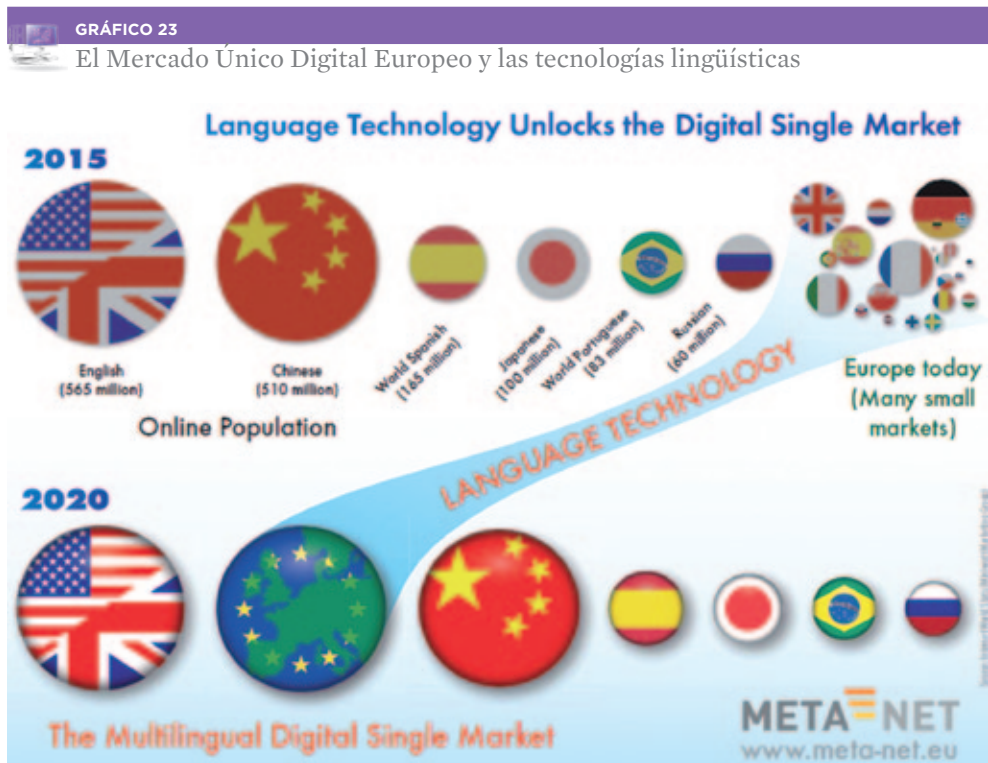 GRÁFICO 23
El Mercado Único Digital Europeo y las tecnologías lingüísticas
Language Technology Unlocks the Digital Single Market
2015
English
(565 million)
Chinese
(510 million)
World Spanish
(165 million)
Japanese
(100 million)
World Portuguese
(83 million)
Russian
(60 million)
Online Population
Europe today
(Many small
markets)
LANGUAGE TECHNOLOGY
2020
The Multilingual Digital Single Market
META NET
www.meta-net.eu